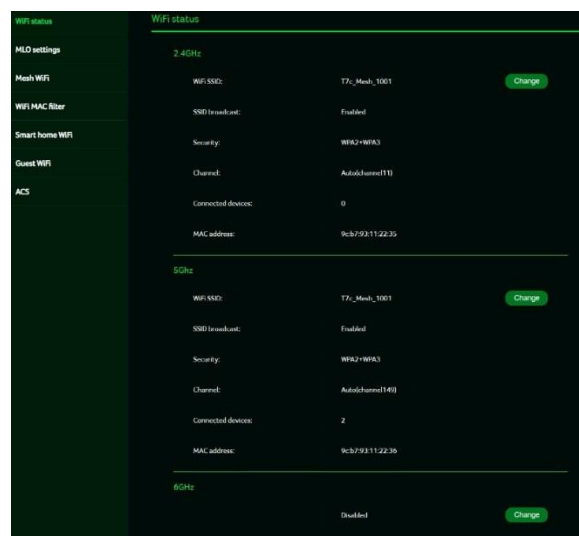 WiFi status
MLO settings
Mesh WiFi
WiFi MAC filter
Smart home WiFi
Guest WiFi
ACS
WiFi status
2.4GHz
WiFi SSID: T7c_Mesh_1001 Change
SSID broadcast: Enabled
Security: WPA2+WPA3
Channel: Auto(channel11)
Connected devices: 0
MAC address: 9c:b7:93:11:22:35
5Ghz
WiFi SSID: T7c_Mesh_1001 Change
SSID broadcast: Enabled
Security: WPA2+WPA3
Channel: Auto(channel149)
Connected devices: 2
MAC address: 9c:b7:93:11:22:36
6GHz
Disabled Change